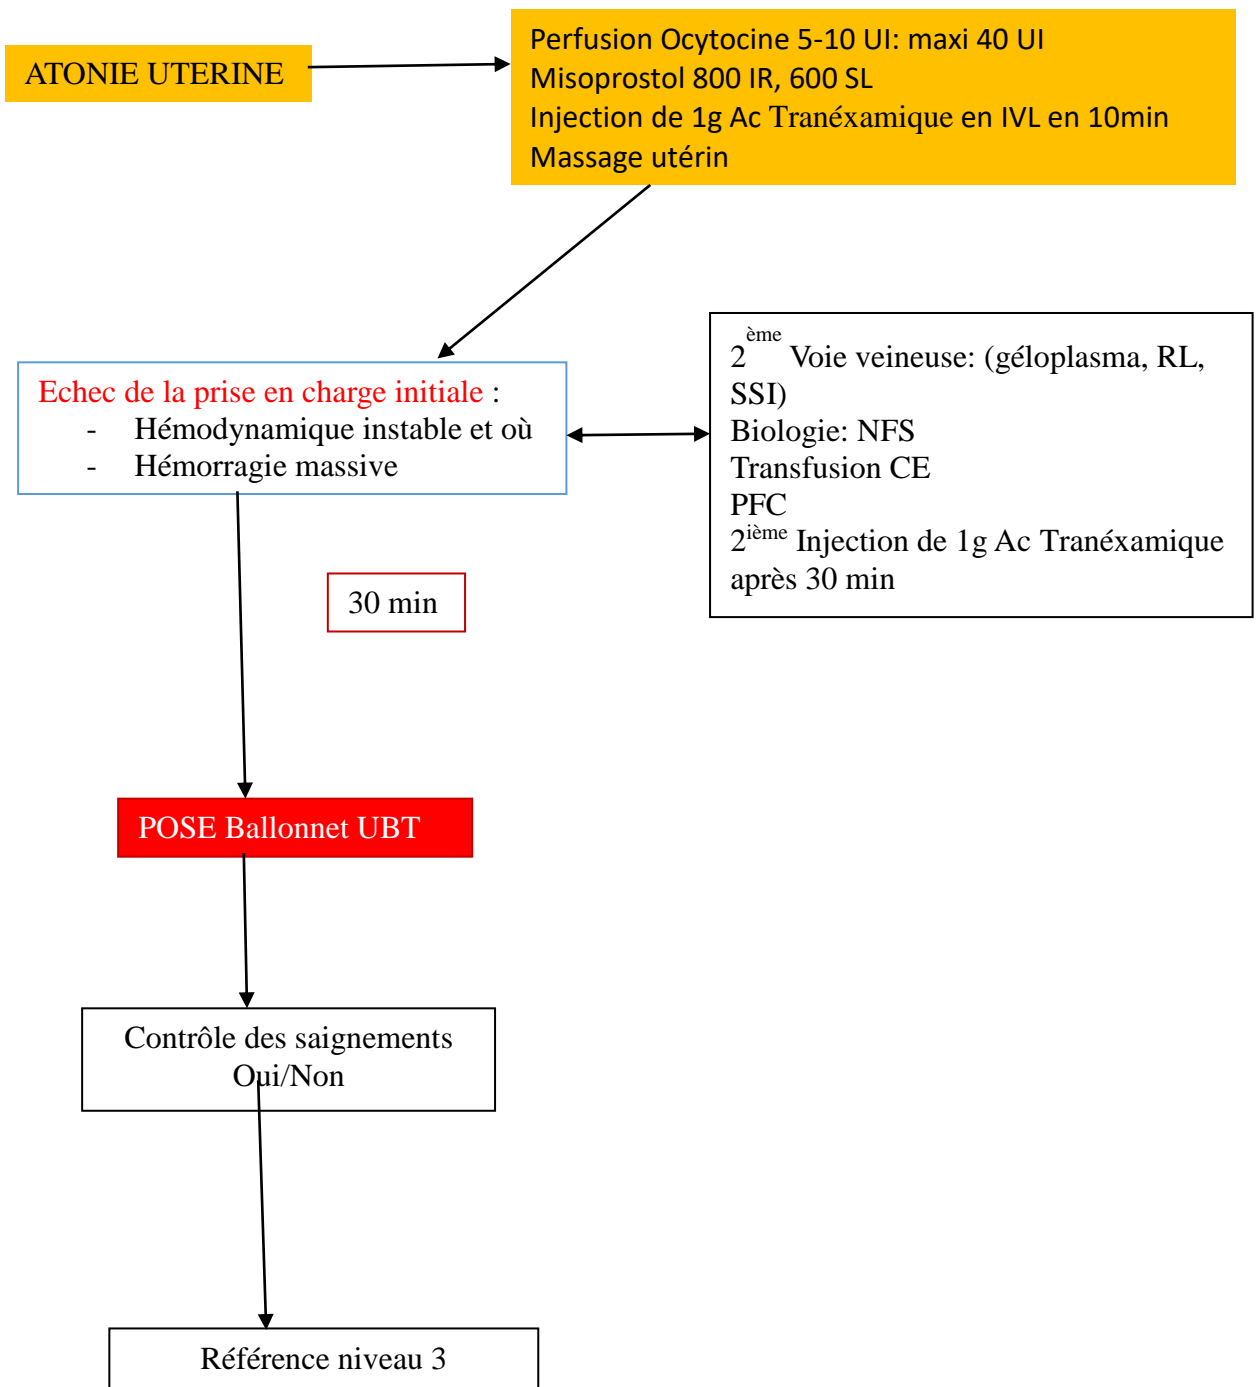 ATONIE UTERINE
Perfusion Ocytocine 5-10 UI: maxi 40 UI
Misoprostol 800 IR, 600 SL
Injection de 1g Ac Tranéxamique en IVL en 10min
Massage utérin
Echec de la prise en charge initiale :
- Hémodynamique instable et où
- Hémorragie massive
2ème Voie veineuse: (géloplasma, RL,
SSI)
Biologie: NFS
Transfusion CE
PFC
2ième Injection de 1g Ac Tranéxamique
après 30 min
30 min
POSE Ballonnet UBT
Contrôle des saignements
Oui/Non
Référence niveau 3